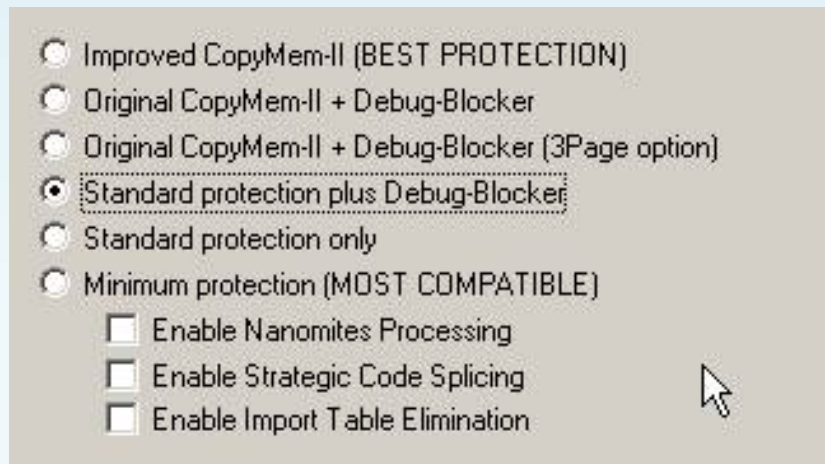 Improved CopyMem-II (BEST PROTECTION)
Original CopyMem-II + Debug-Blocker
Original CopyMem-II + Debug-Blocker (3Page option)
Standard protection plus Debug-Blocker
Standard protection only
Minimum protection (MOST COMPATIBLE)
Enable Nanomites Processing
Enable Strategic Code Splicing
Enable Import Table Elimination